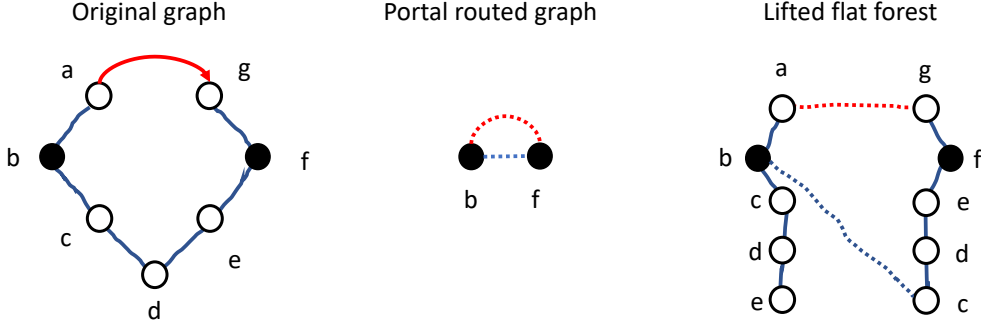 Original graph
Portal routed graph
Lifted flat forest
a
g
b
f
c
e
d
b
f
a
g
b
f
c
e
d
d
e
c